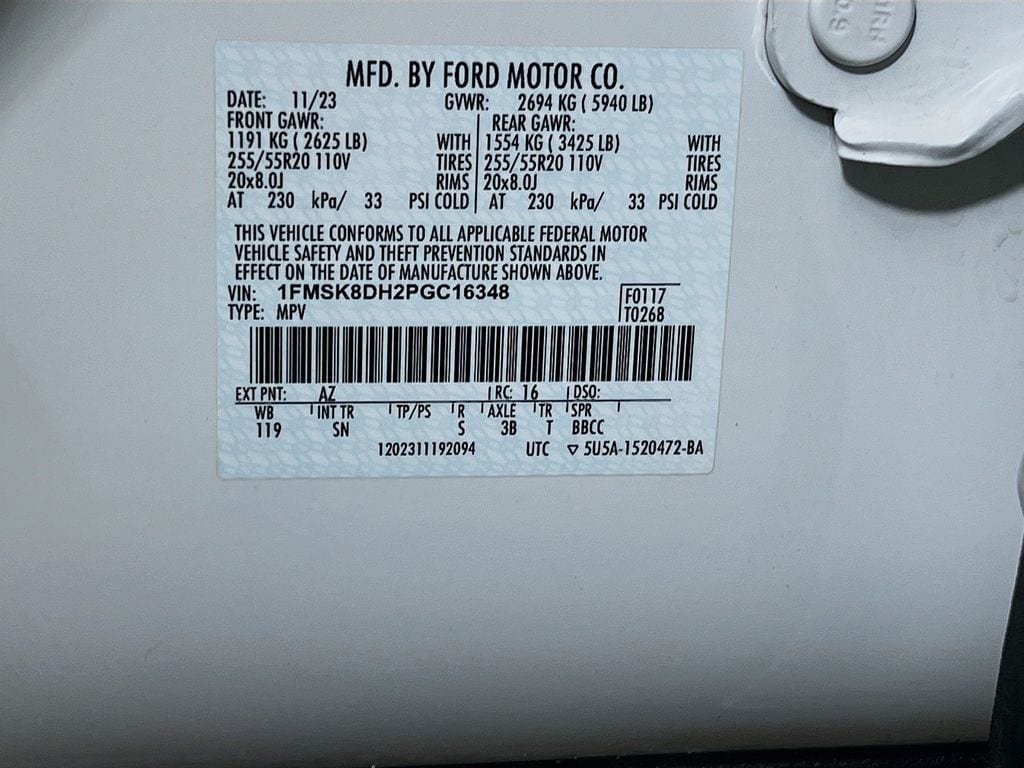 MFD. BY FORD MOTOR CO.
DATE: 11/23 GVWR: 2694 KG ( 5940 LB)
FRONT GAWR: REAR GAWR:
1191 KG ( 2625 LB) WITH 1554 KG ( 3425 LB) WITH
255/55R20 110V TIRES 255/55R20 110V TIRES
20x8.0J RIMS 20x8.0J RIMS
AT 230 kPa/ 33 PSI COLD AT 230 kPa/ 33 PSI COLD
THIS VEHICLE CONFORMS TO ALL APPLICABLE FEDERAL MOTOR
VEHICLE SAFETY AND THEFT PREVENTION STANDARDS IN
EFFECT ON THE DATE OF MANUFACTURE SHOWN ABOVE.
VIN: 1FMSK8DH2PGC16348 F0117
TYPE: MPV T0268
EXT PNT: AZ RC: 16 DSO:
WB INT TR TP/PS R AXLE TR SPR
119 SN S 3B T BBCC
1202311192094 UTC ▽ 5U5A-1520472-BA